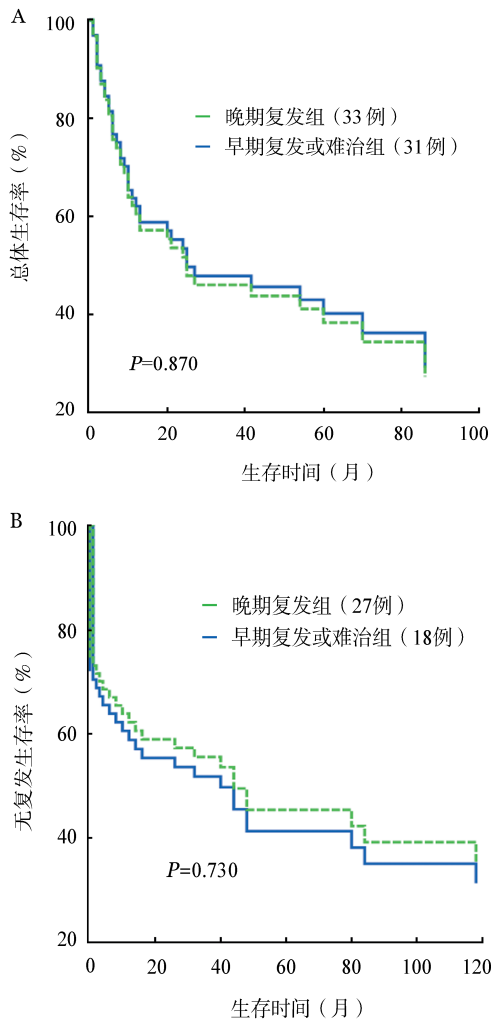 A
100
80
60
40
20
总体生存率（%）
晚期复发组（33例）
早期复发或难治组（31例）
P=0.870
0 20 40 60 80 100
生存时间（月）
B
100
80
60
40
20
无复发生存率（%）
晚期复发组（27例）
早期复发或难治组（18例）
P=0.730
0 20 40 60 80 100 120
生存时间（月）